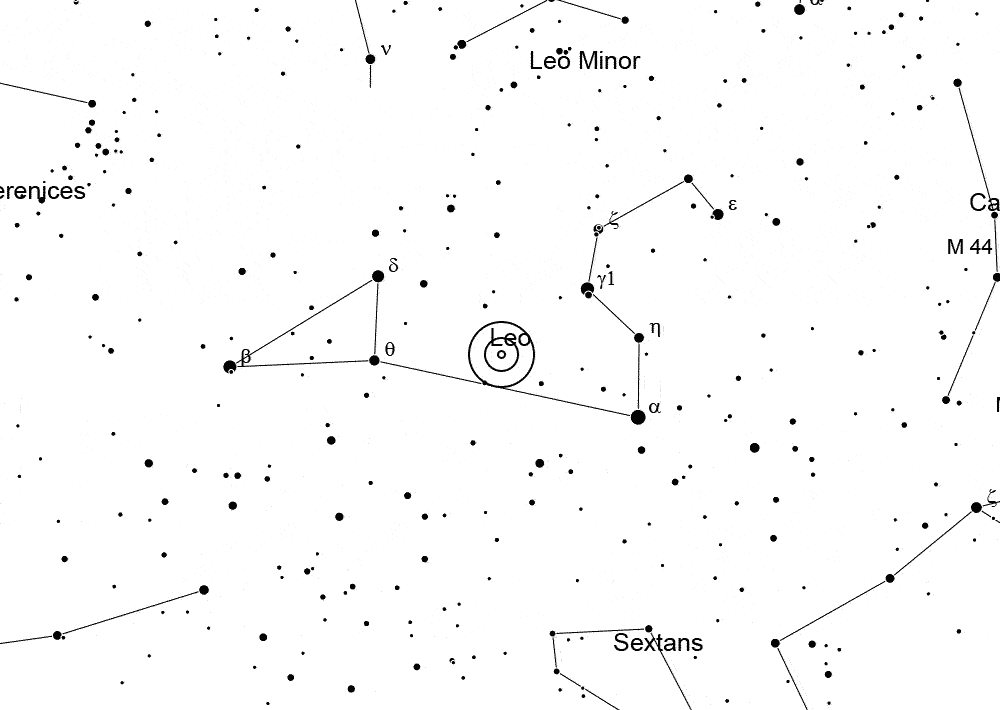 α
ν
Leo Minor
erenices
ε
Ca
ζ
M 44
δ
γ1
η
Leo
θ
β
α
ζ
Sextans